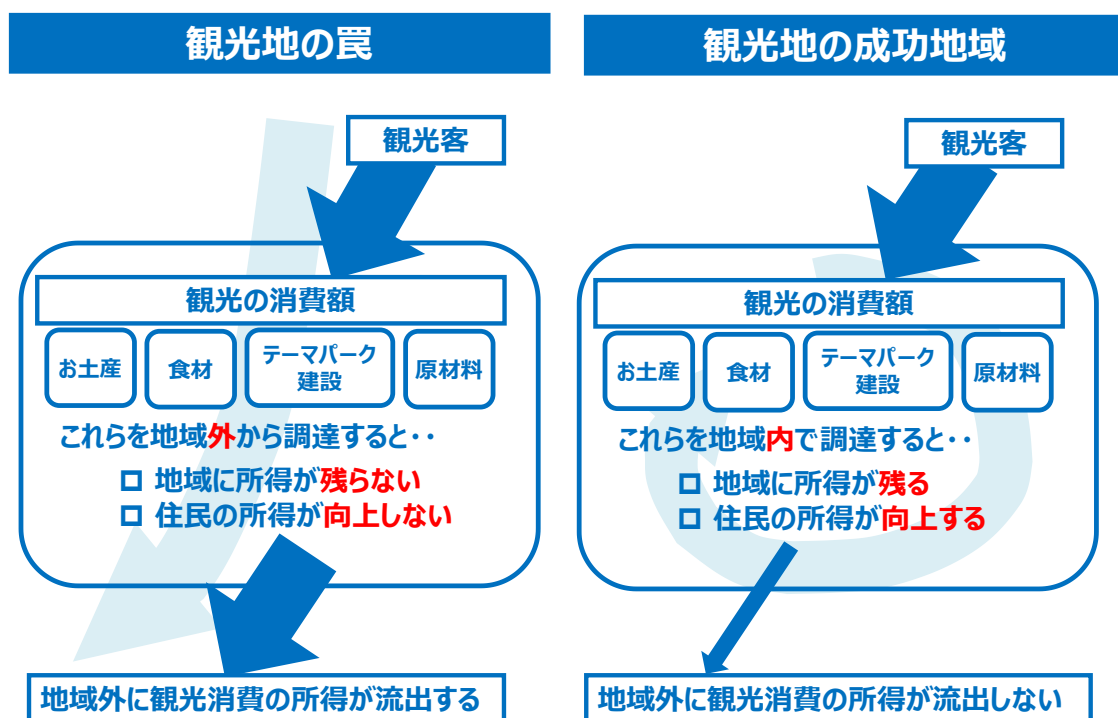 観光地の罠
観光客
観光の消費額
お土産
食材
テーマパーク
建設
原材料
これらを地域外から調達すると・・
□ 地域に所得が残らない
□ 住民の所得が向上しない
地域外に観光消費の所得が流出する
観光地の成功地域
観光客
観光の消費額
お土産
食材
テーマパーク
建設
原材料
これらを地域内で調達すると・・
□ 地域に所得が残る
□ 住民の所得が向上する
地域外に観光消費の所得が流出しない